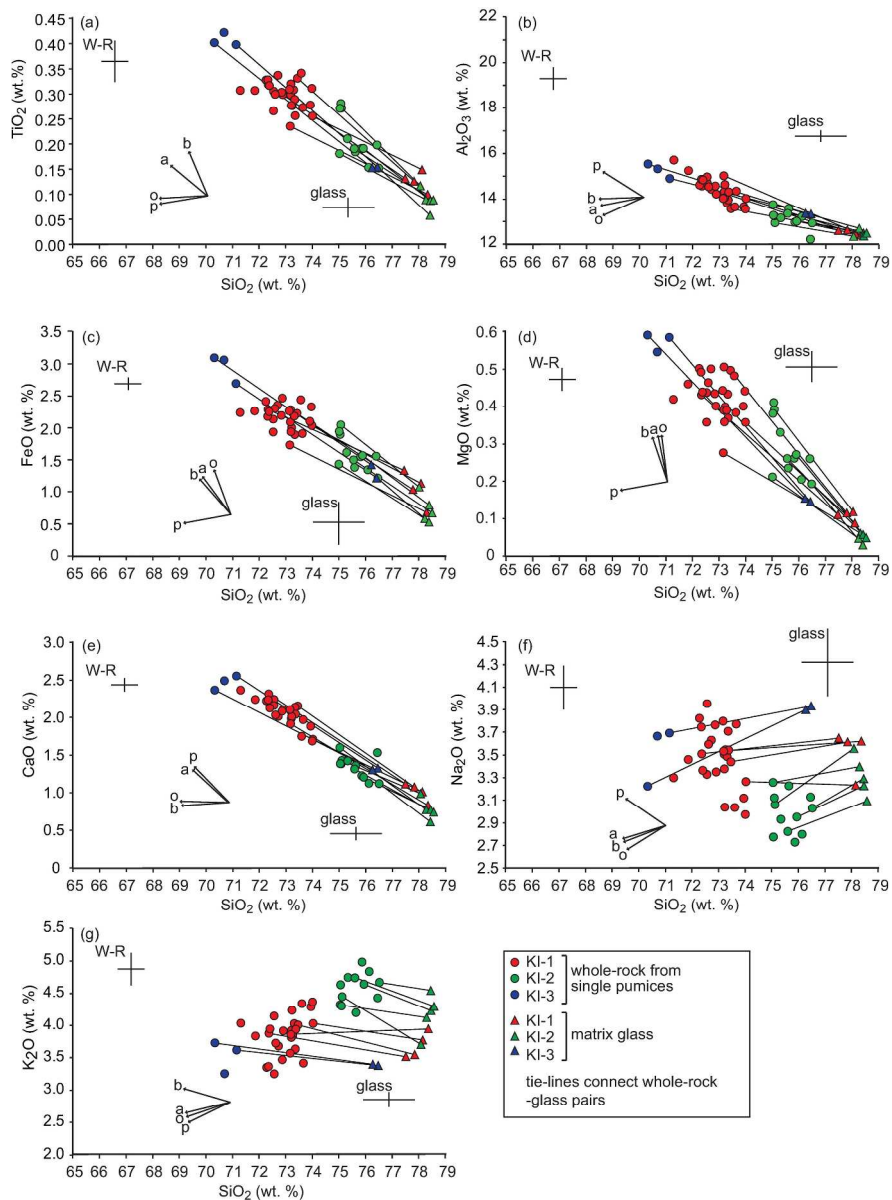 (a)
W-R
TiO2 (wt. %)
0.45
0.40
0.35
0.30
0.25
0.20
0.15
0.10
0.05
0.00
a
b
o
p
glass
65 66 67 68 69 70 71 72 73 74 75 76 77 78 79
SiO2 (wt. %)
(b)
W-R
Al2O3 (wt. %)
22
20
18
16
14
12
p
b
a
o
glass
65 66 67 68 69 70 71 72 73 74 75 76 77 78 79
SiO2 (wt. %)
(c)
W-R
FeO (wt. %)
3.5
3.0
2.5
2.0
1.5
1.0
0.5
0
b a o
p
glass
65 66 67 68 69 70 71 72 73 74 75 76 77 78 79
SiO2 (wt. %)
(d)
W-R
MgO (wt. %)
0.6
0.5
0.4
0.3
0.2
0.1
0
b a o
p
glass
65 66 67 68 69 70 71 72 73 74 75 76 77 78 79
SiO2 (wt. %)
(e)
W-R
CaO (wt. %)
3.0
2.5
2.0
1.5
1.0
0.5
0
p
a
o
b
glass
65 66 67 68 69 70 71 72 73 74 75 76 77 78 79
SiO2 (wt. %)
(f)
W-R
Na2O (wt. %)
4.5
4.3
4.1
3.9
3.7
3.5
3.3
3.1
2.9
2.7
2.5
p
a
b
o
glass
65 66 67 68 69 70 71 72 73 74 75 76 77 78 79
SiO2 (wt. %)
(g)
W-R
K2O (wt. %)
5.5
5.0
4.5
4.0
3.5
3.0
2.5
2.0
b
a
o
p
glass
65 66 67 68 69 70 71 72 73 74 75 76 77 78 79
SiO2 (wt. %)
KI-1
KI-2
KI-3
whole-rock from
single pumices
KI-1
KI-2
KI-3
matrix glass
tie-lines connect whole-rock
-glass pairs